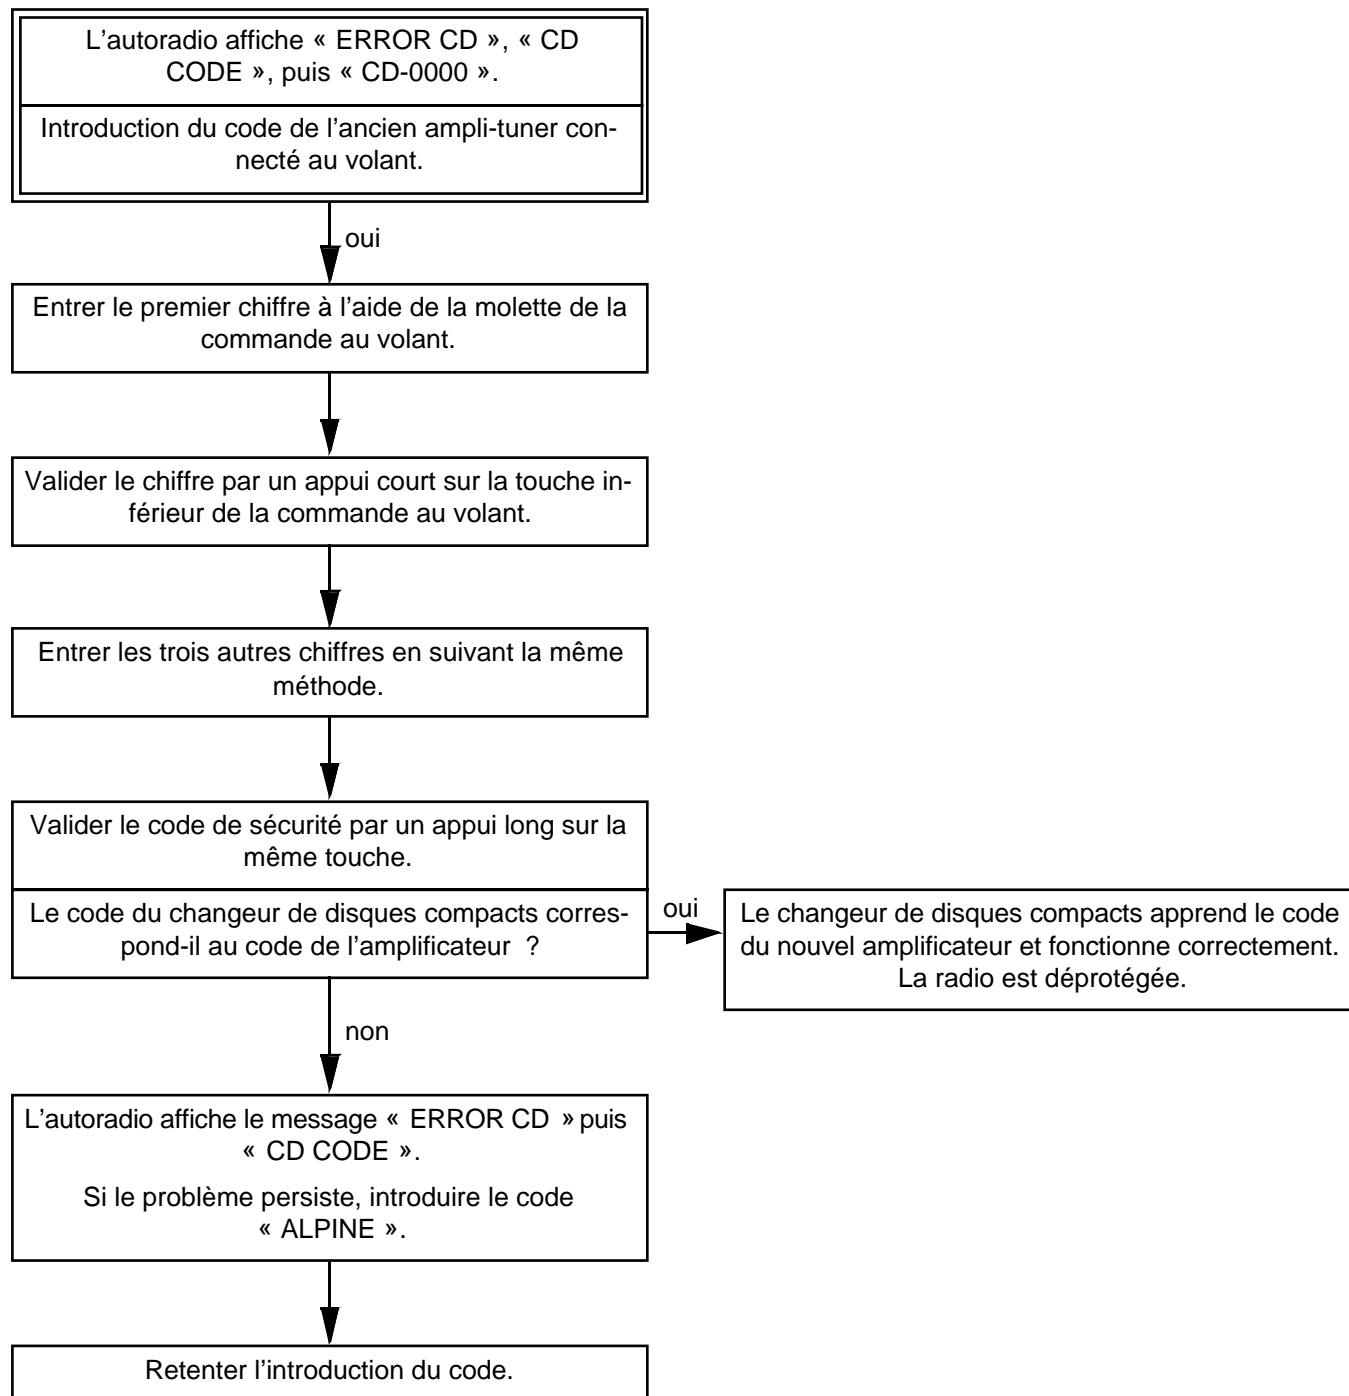 L’autoradio affiche « ERROR CD », « CD
CODE », puis « CD-0000 ».
Introduction du code de l’ancien ampli-tuner con-
necté au volant.
oui
Entrer le premier chiffre à l’aide de la molette de la
commande au volant.
Valider le chiffre par un appui court sur la touche in-
férieur de la commande au volant.
Entrer les trois autres chiffres en suivant la même
méthode.
Valider le code de sécurité par un appui long sur la
même touche.
Le code du changeur de disques compacts corres-
pond-il au code de l’amplificateur ?
oui
Le changeur de disques compacts apprend le code
du nouvel amplificateur et fonctionne correctement.
La radio est déprotégée.
non
L’autoradio affiche le message « ERROR CD » puis
« CD CODE ».
Si le problème persiste, introduire le code
« ALPINE ».
Retenter l’introduction du code.